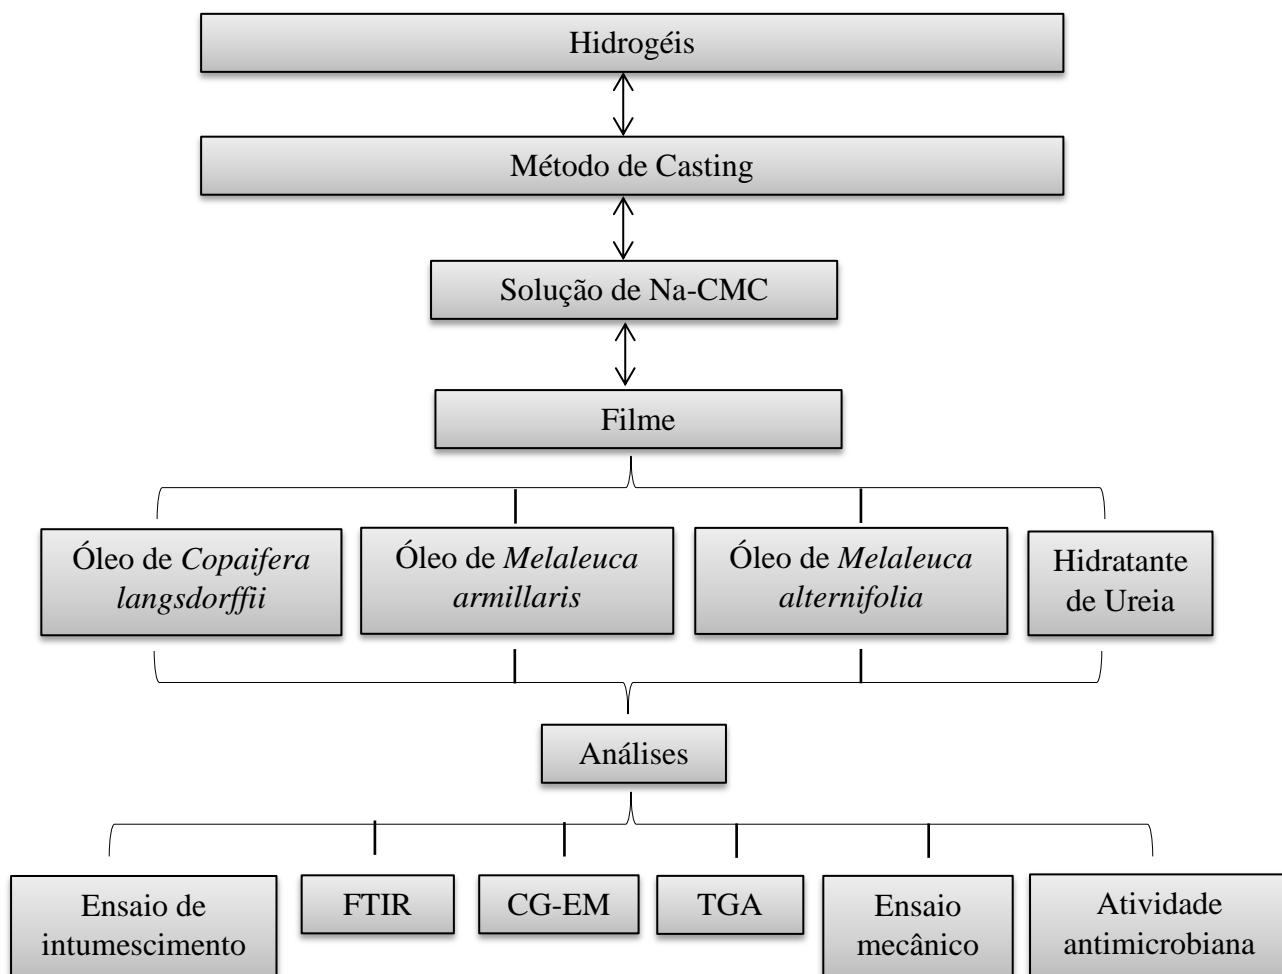 Hidrogéis
Método de Casting
Solução de Na-CMC
Filme
Óleo de Copaifera
langsdorffii
Óleo de Melaleuca
armillaris
Óleo de Melaleuca
alternifolia
Hidratante
de Ureia
Análises
Ensaio de
intumescimento
FTIR
CG-EM
TGA
Ensaio
mecânico
Atividade
antimicrobiana